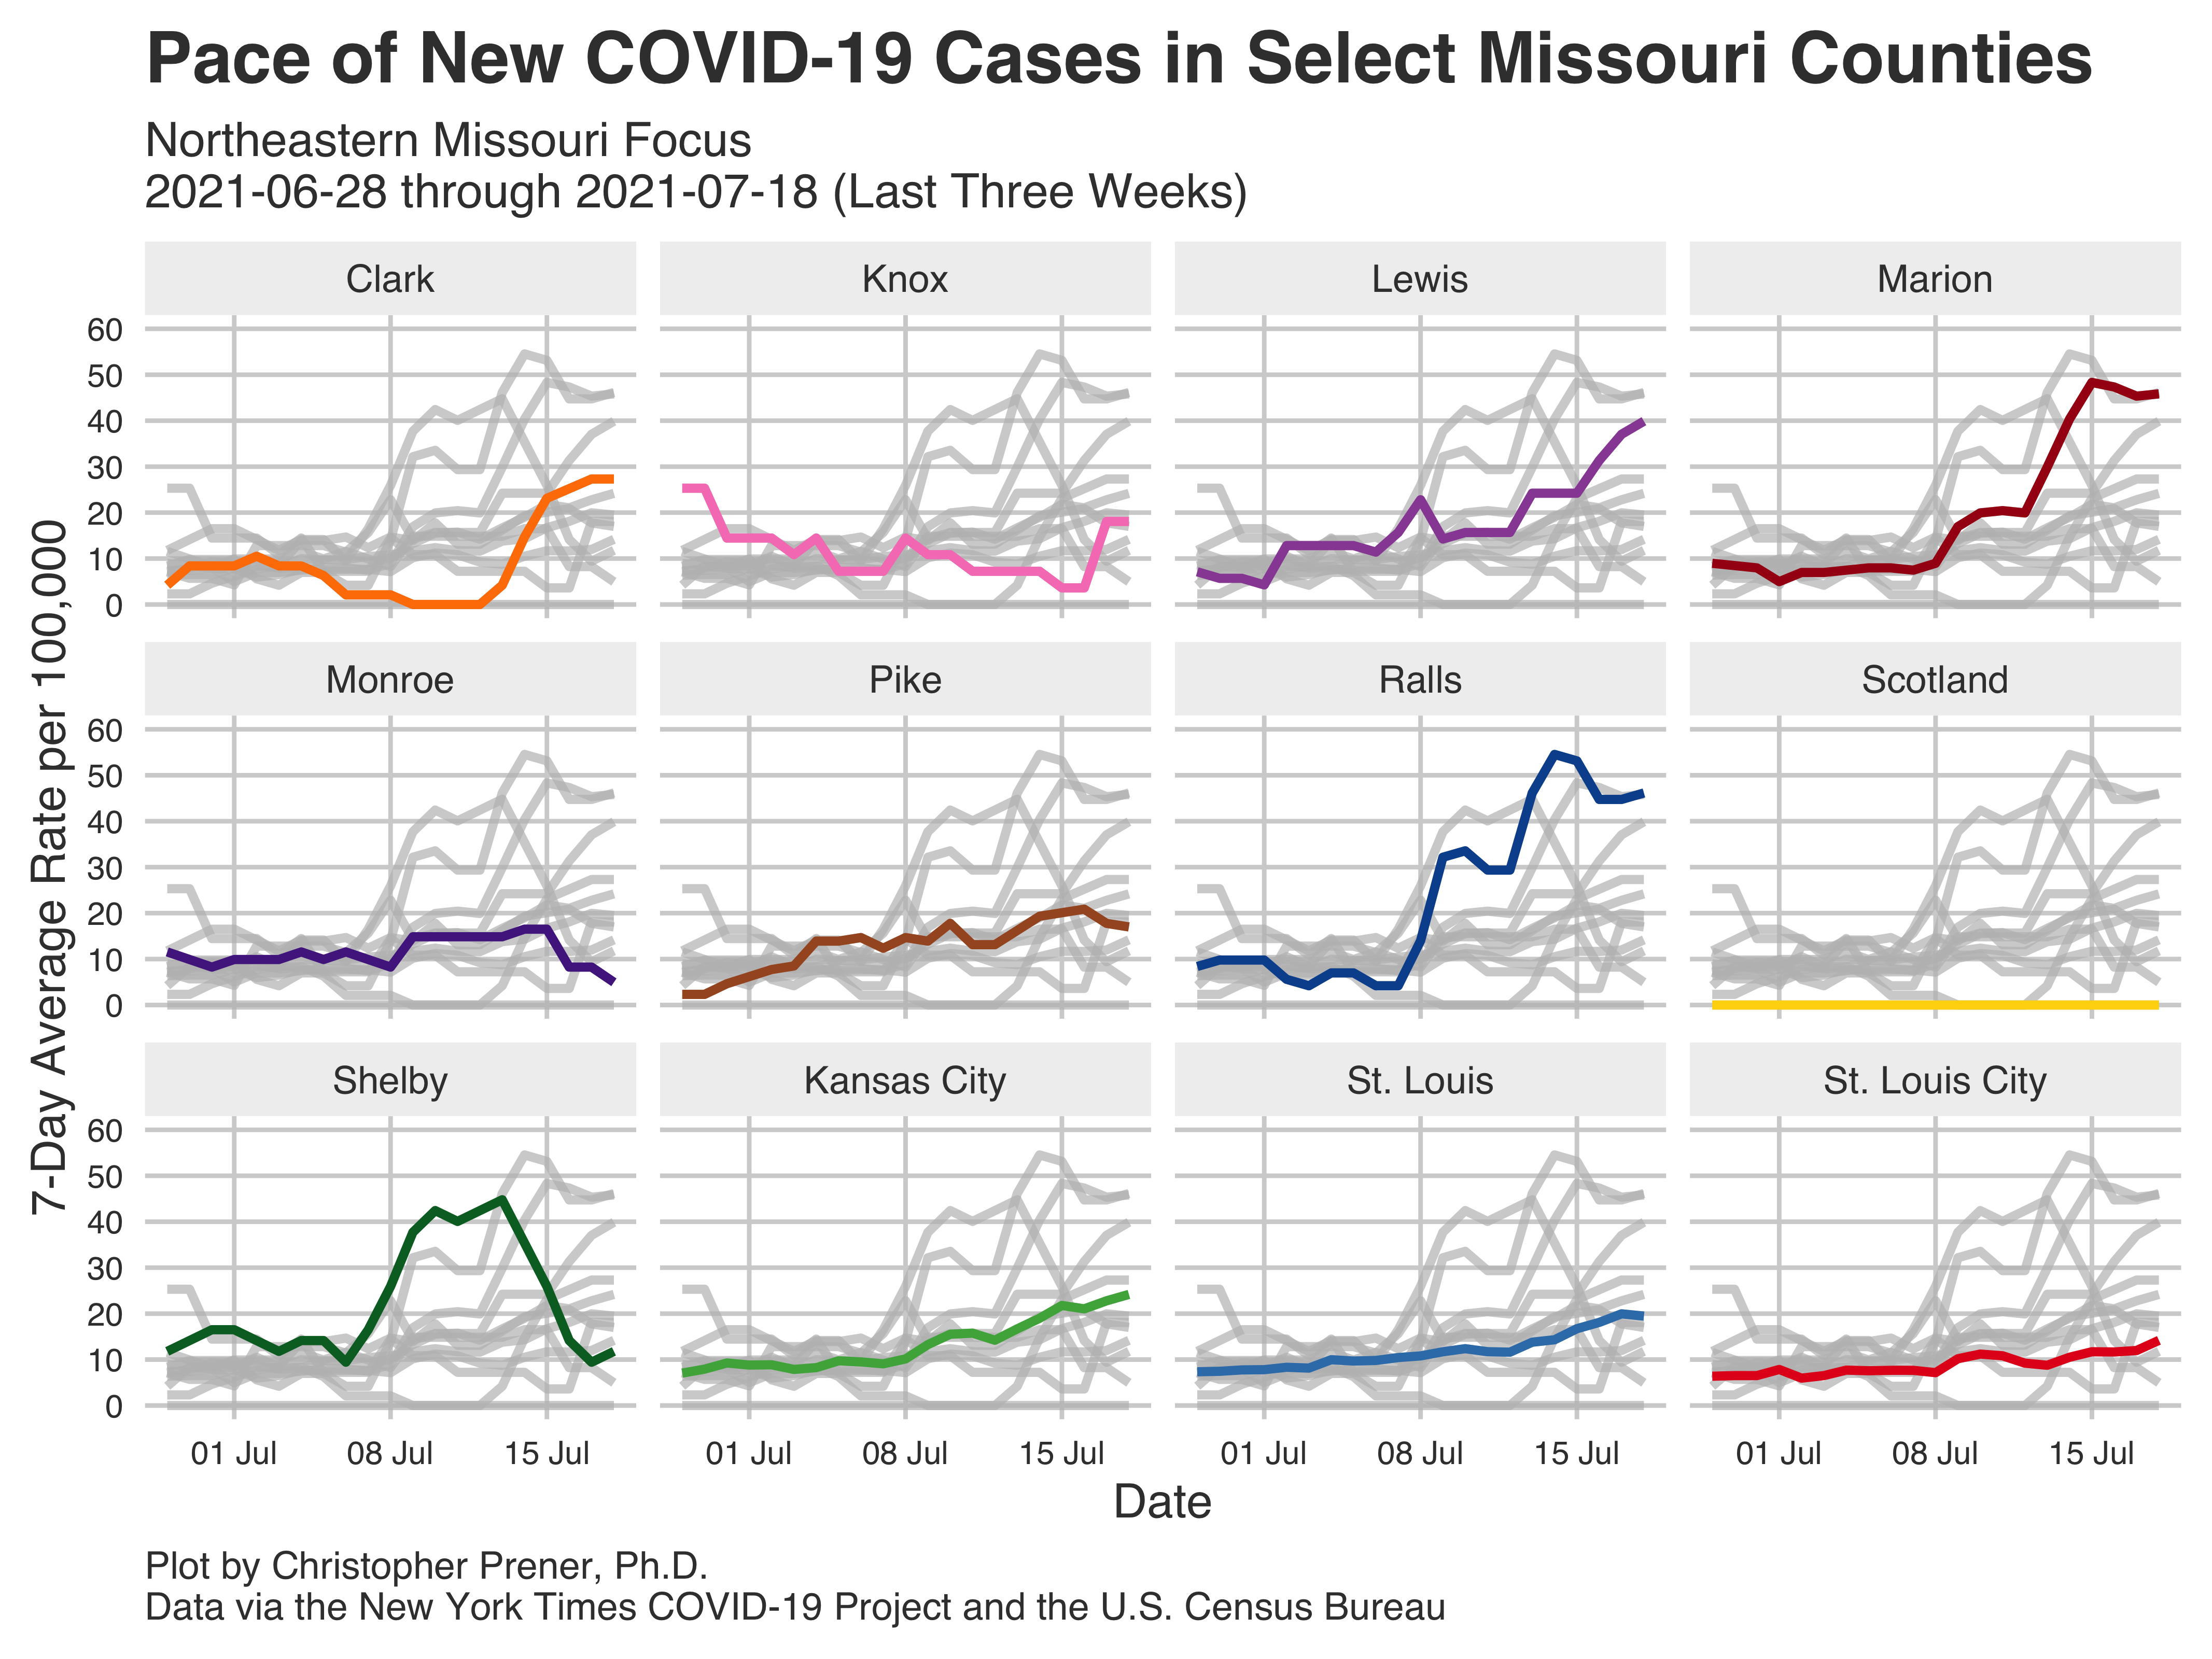 Pace of New COVID-19 Cases in Select Missouri Counties
Northeastern Missouri Focus
2021-06-28 through 2021-07-18 (Last Three Weeks)
Clark Knox Lewis Marion
60
50
40
30
20
10
0
Monroe Pike Ralls Scotland
60
50
40
30
20
10
0
Shelby Kansas City St. Louis St. Louis City
60
50
40
30
20
10
0
7-Day Average Rate per 100,000
01 Jul 08 Jul 15 Jul 01 Jul 08 Jul 15 Jul 01 Jul 08 Jul 15 Jul 01 Jul 08 Jul 15 Jul
Date
Plot by Christopher Prener, Ph.D.
Data via the New York Times COVID-19 Project and the U.S. Census Bureau